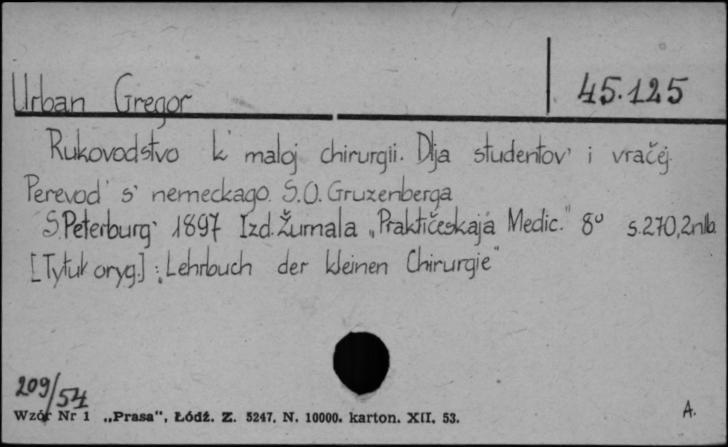 Urban Gregor
45.125
Rukovodstvo k' maloj chirurgii. Dlja studentov' i vračej.
Perevod' s' nemeckago. S.O. Gruzenberga
S.Peterburg' 1897 Izd. Žurnala „Praktičeskaja Medic." 8° s.270,2nlb.
[Tytuł oryg.]: „Lehrbuch der kleinen Chirurgie"
209/54
Wzór Nr 1 „Prasa", Łódź. Z. 5247. N. 10000. karton. XII. 53.
A.